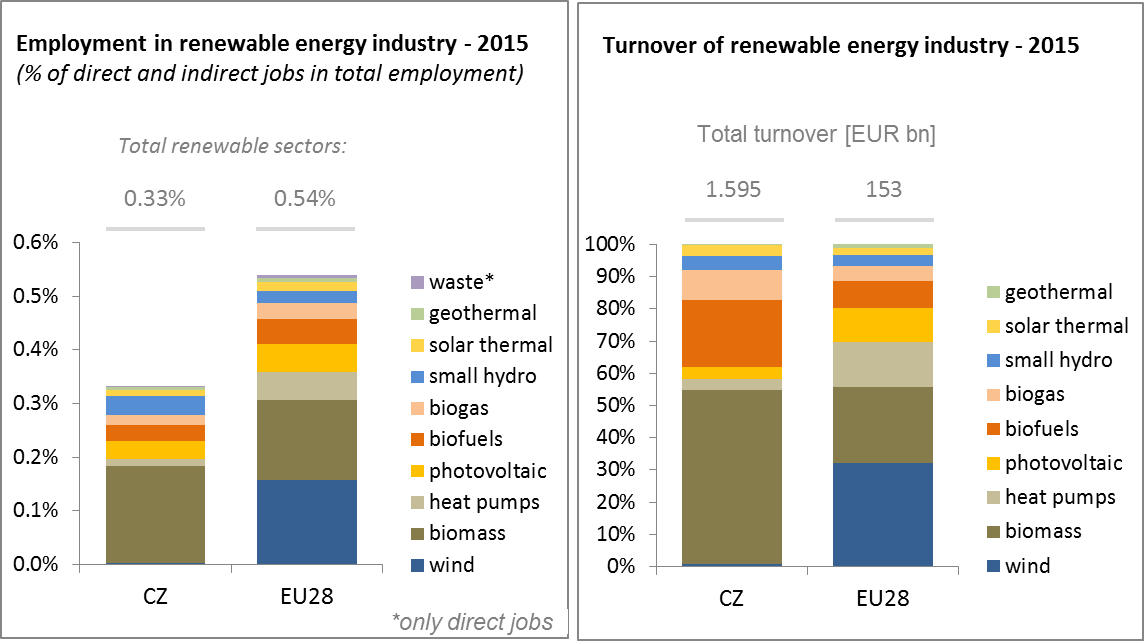 Employment in renewable energy industry - 2015
(% of direct and indirect jobs in total employment)
Total renewable sectors:
0.33%
0.54%
0.6%
0.5%
0.4%
0.3%
0.2%
0.1%
0.0%
CZ
EU28
waste*
geothermal
solar thermal
small hydro
biogas
biofuels
photovoltaic
heat pumps
biomass
wind
*only direct jobs
Turnover of renewable energy industry - 2015
Total turnover [EUR bn]
1.595
153
100%
90%
80%
70%
60%
50%
40%
30%
20%
10%
0%
CZ
EU28
geothermal
solar thermal
small hydro
biogas
biofuels
photovoltaic
heat pumps
biomass
wind